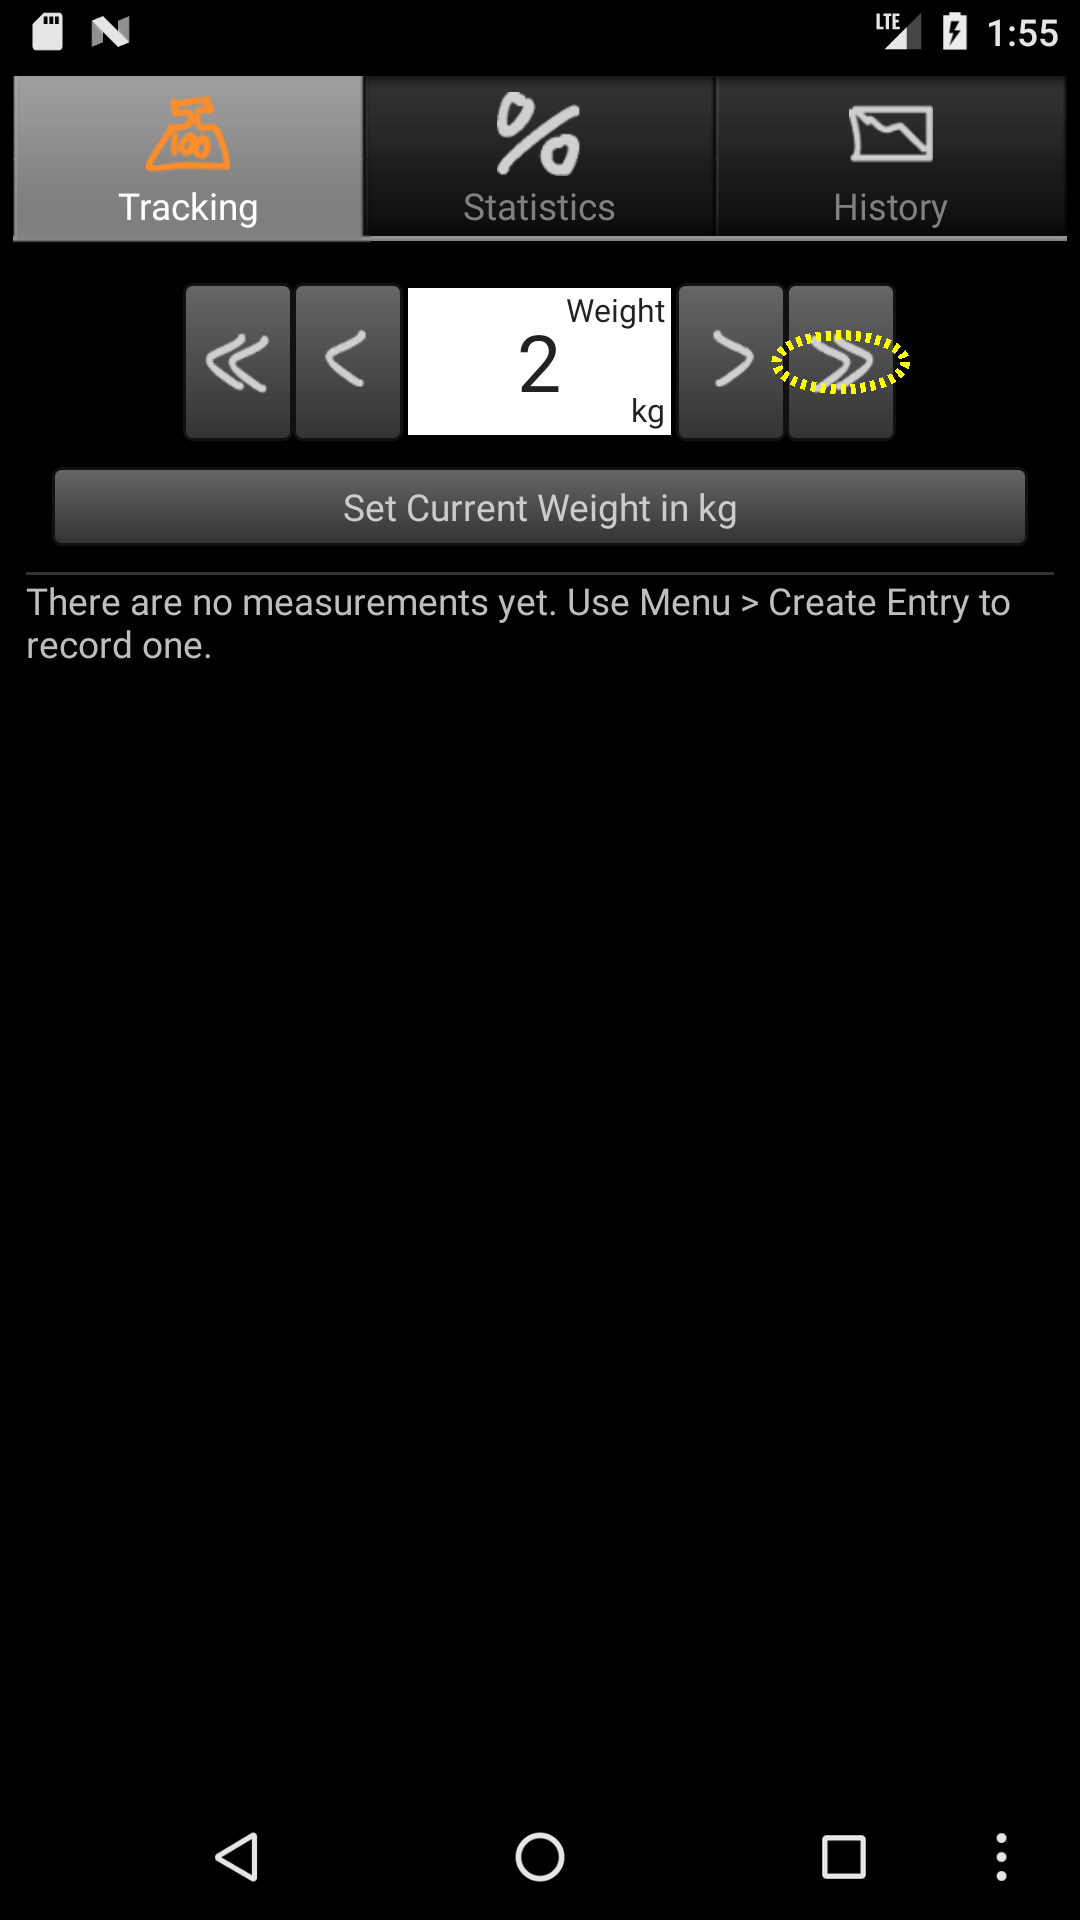 LTE 1:55
100
Tracking Statistics History
Weight
2
kg
Set Current Weight in kg
There are no measurements yet. Use Menu > Create Entry to
record one.